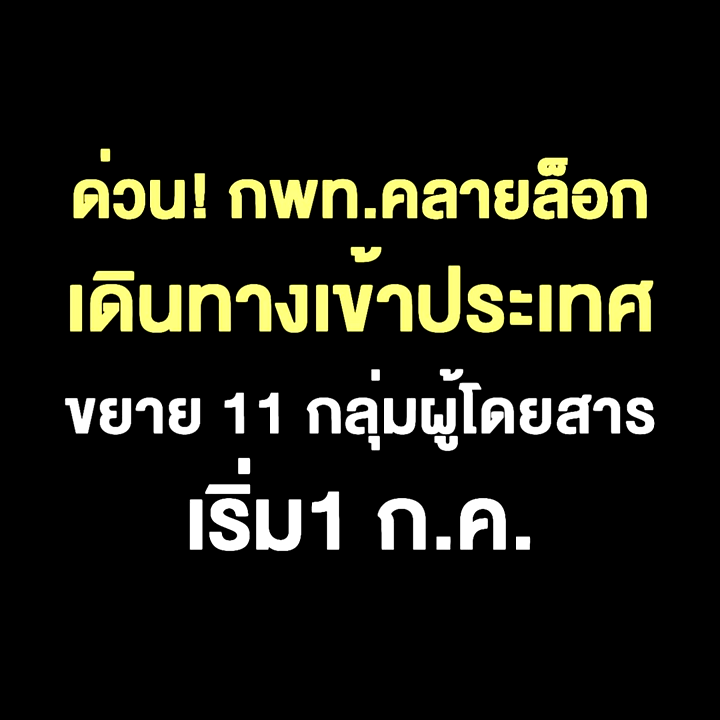 ด่วน! กพท.คลายล็อก
เดินทางเข้าประเทศ
ขยาย 11 กลุ่มผู้โดยสาร
เริ่ม1 ก.ค.